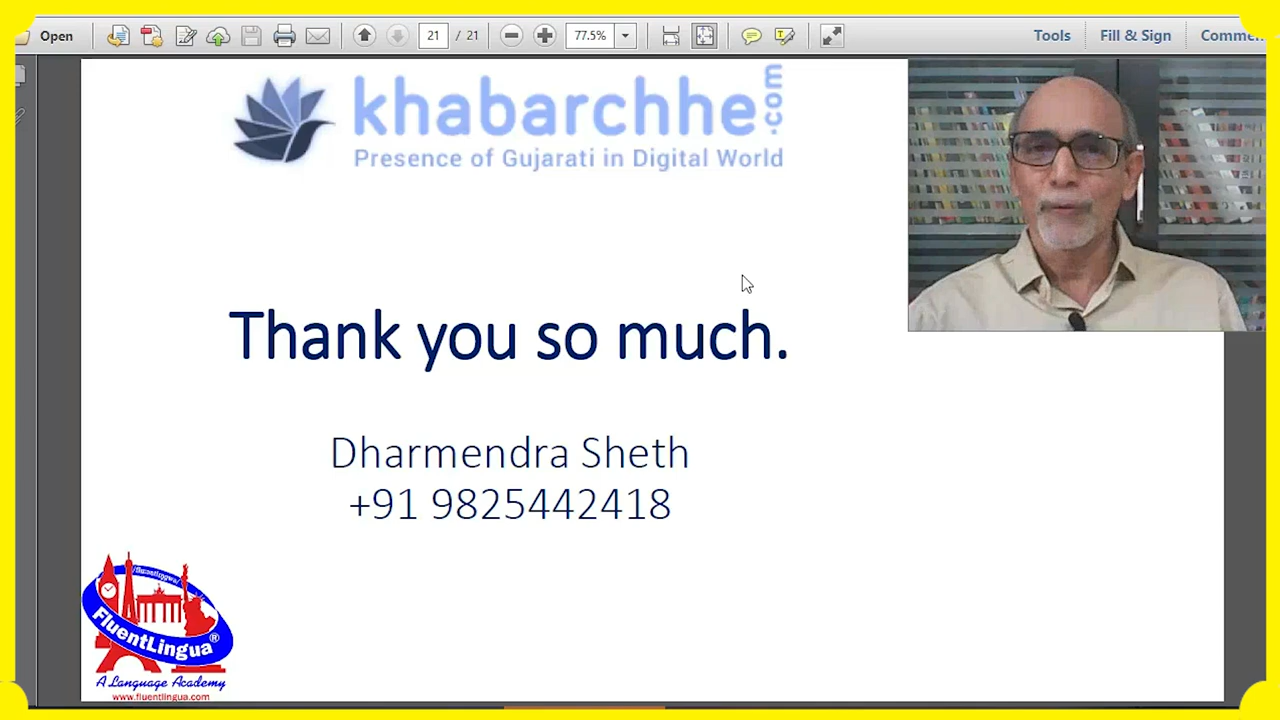 Open
21 / 21
77.5%
Tools
Fill & Sign
Commen
khabarchhe.com
Presence of Gujarati in Digital World
Thank you so much.
Dharmendra Sheth
+91 9825442418
FluentLingua®
A Language Academy
www.fluentlingua.com